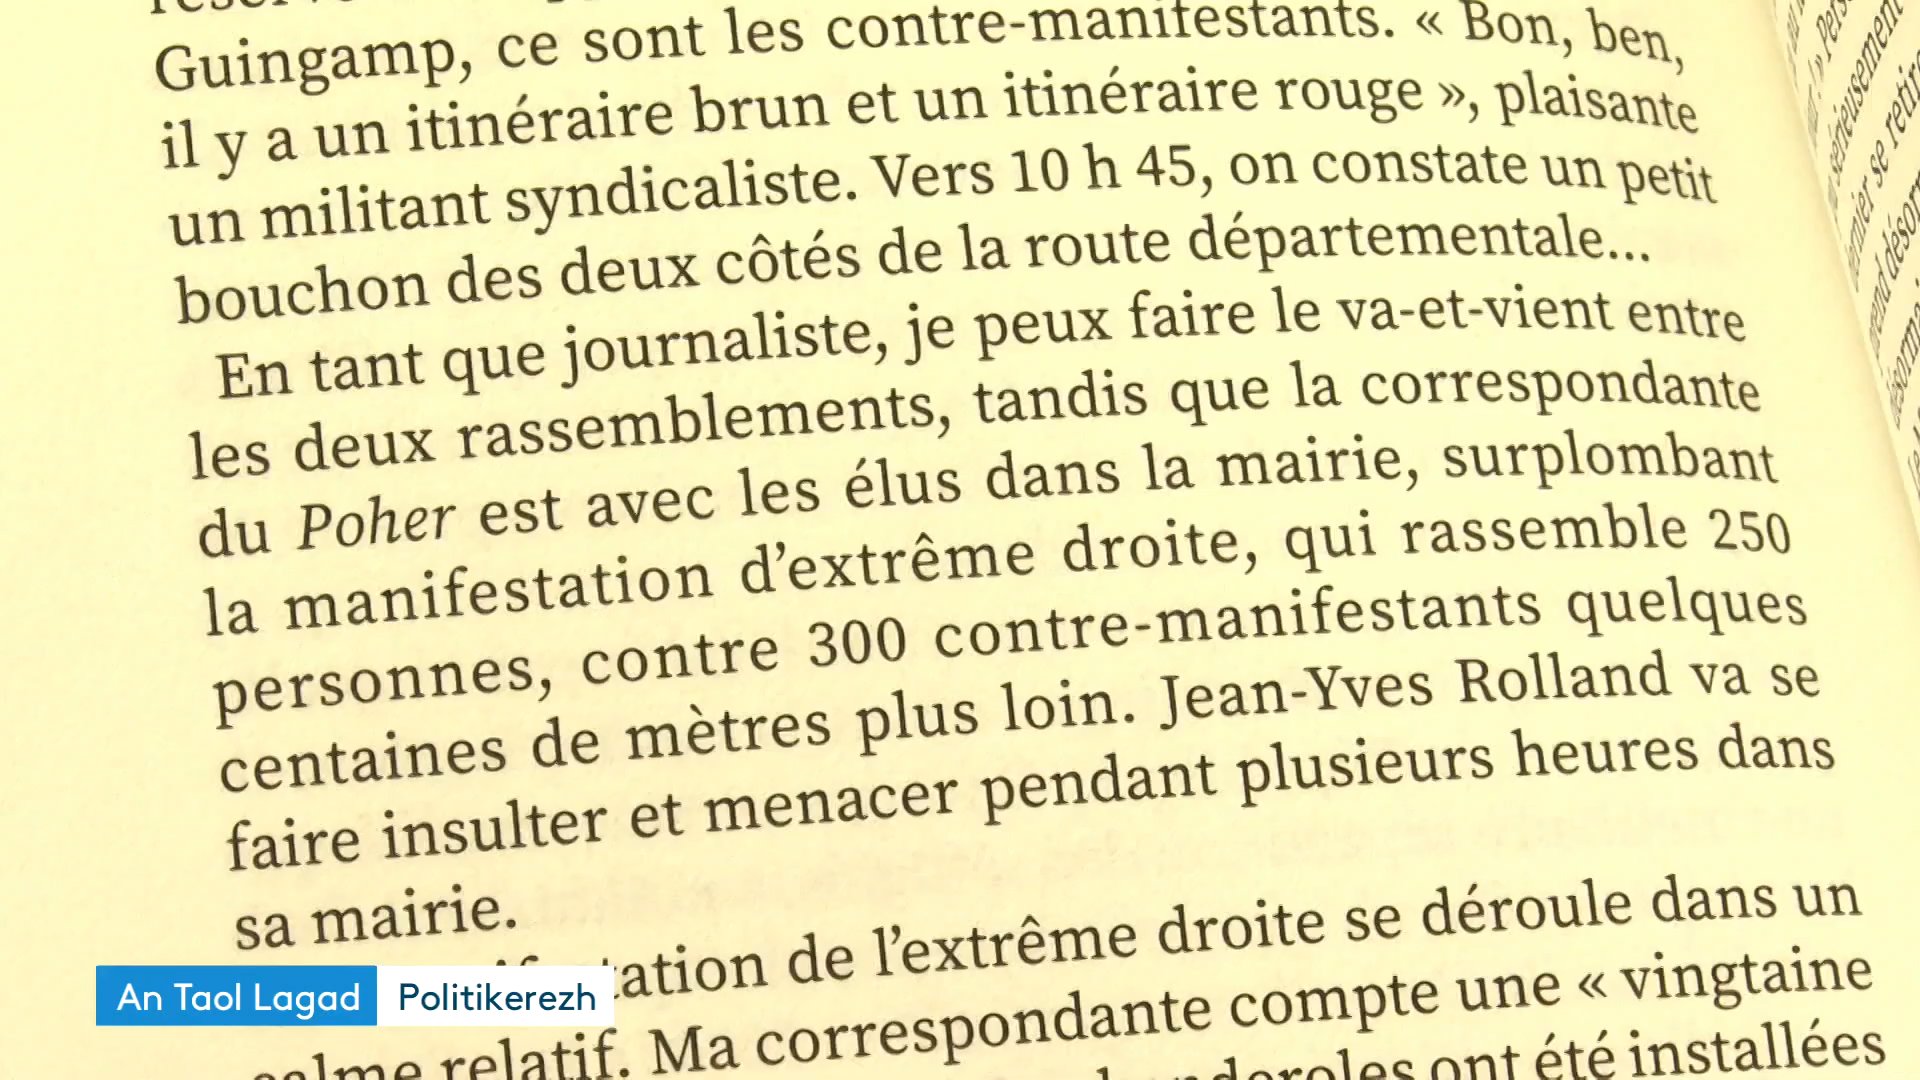 Guingamp, ce sont les contre-manifestants. « Bon, ben,
il y a un itinéraire brun et un itinéraire rouge », plaisante
un militant syndicaliste. Vers 10 h 45, on constate un petit
bouchon des deux côtés de la route départementale...
En tant que journaliste, je peux faire le va-et-vient entre
les deux rassemblements, tandis que la correspondante
du Poher est avec les élus dans la mairie, surplombant
la manifestation d'extrême droite, qui rassemble 250
personnes, contre 300 contre-manifestants quelques
centaines de mètres plus loin. Jean-Yves Rolland va se
faire insulter et menacer pendant plusieurs heures dans
sa mairie.
de l'extrême droite se déroule dans un
relatif. Ma correspondante compte une « vingtaine
ont été installées
An Taol Lagad Politikerezh
sérieusement
se